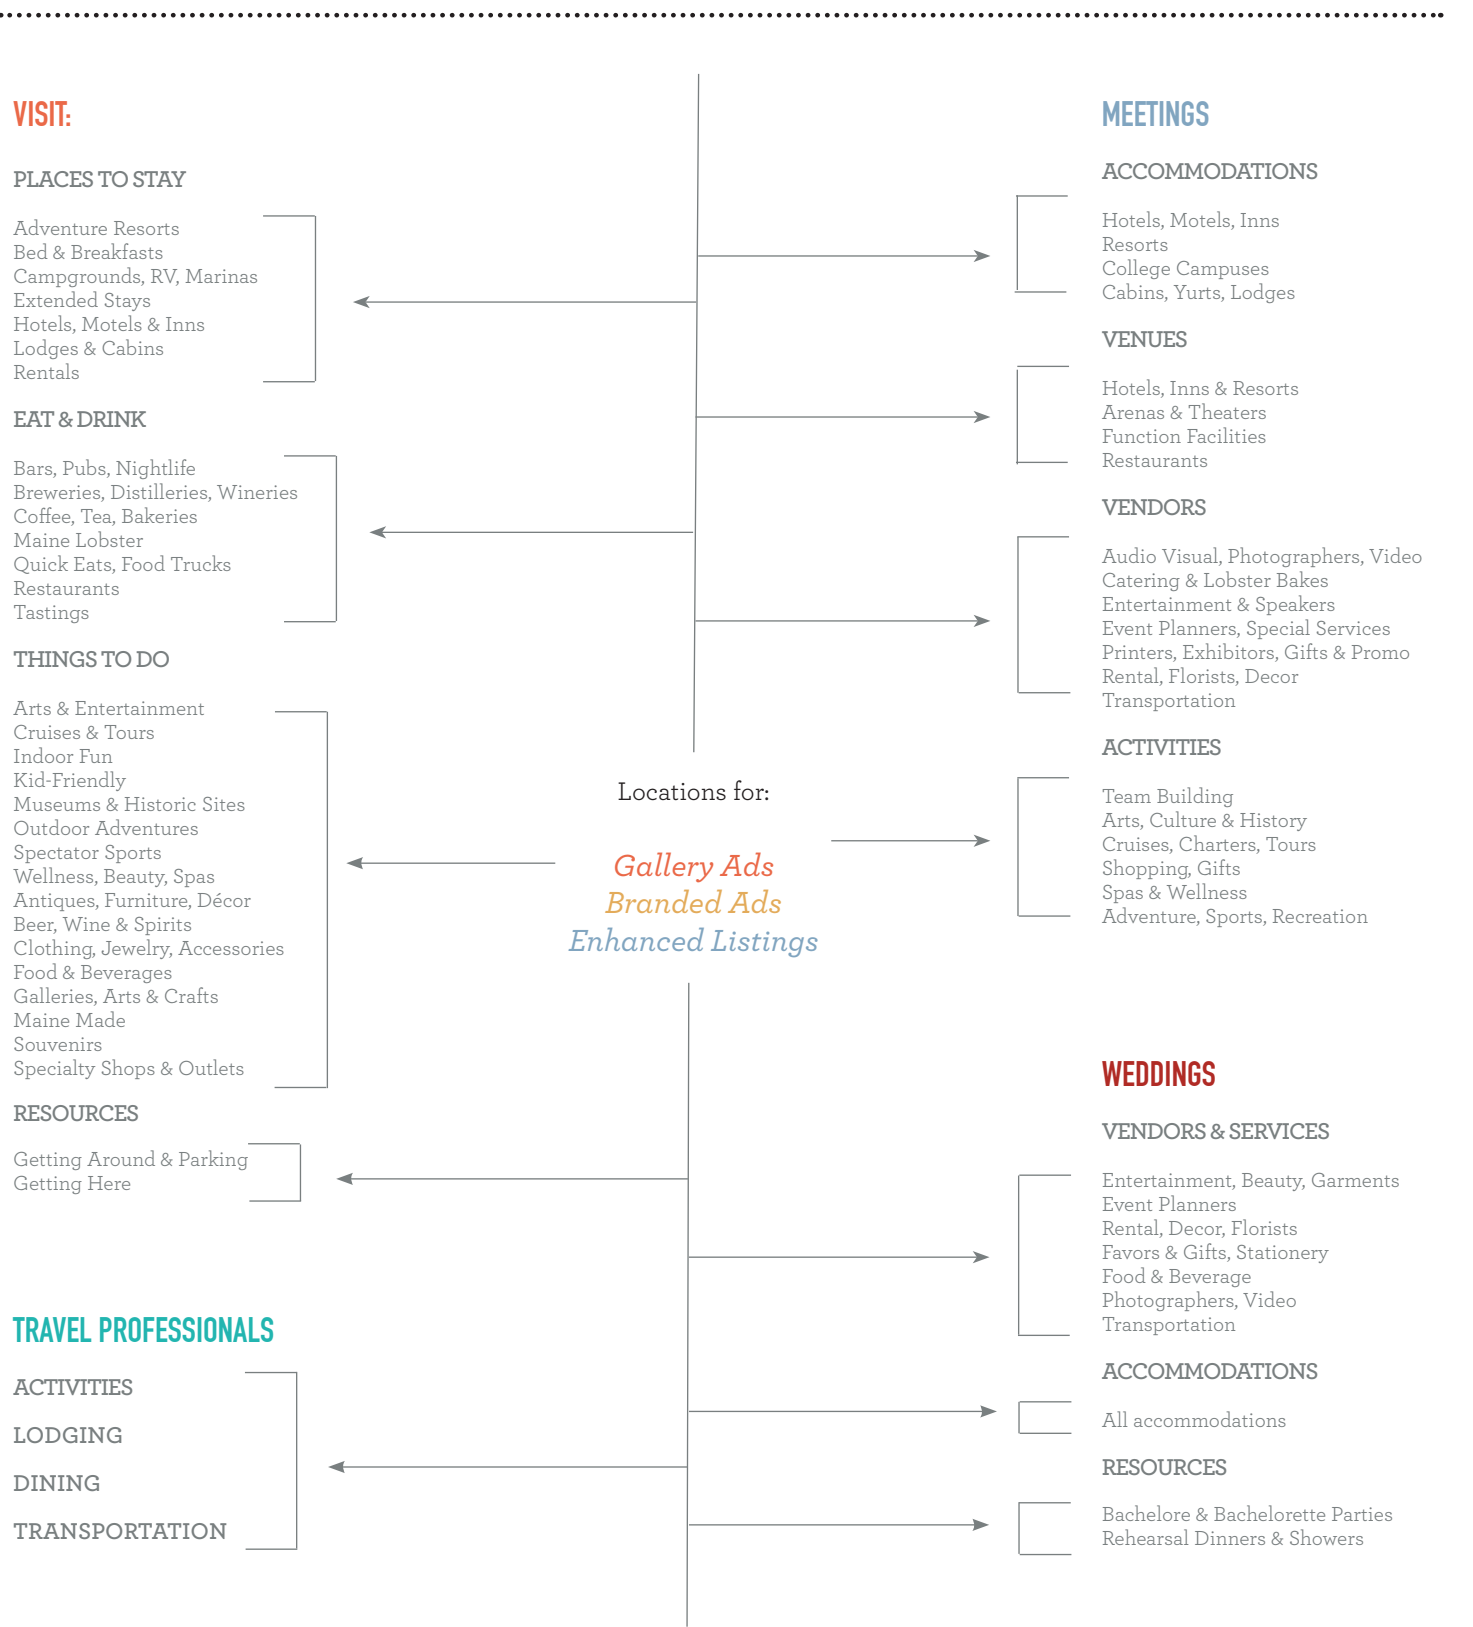 VISIT:
PLACES TO STAY
Adventure Resorts
Bed & Breakfasts
Campgrounds, RV, Marinas
Extended Stays
Hotels, Motels & Inns
Lodges & Cabins
Rentals
EAT & DRINK
Bars, Pubs, Nightlife
Breweries, Distilleries, Wineries
Coffee, Tea, Bakeries
Maine Lobster
Quick Eats, Food Trucks
Restaurants
Tastings
THINGS TO DO
Arts & Entertainment
Cruises & Tours
Indoor Fun
Kid-Friendly
Museums & Historic Sites
Outdoor Adventures
Spectator Sports
Wellness, Beauty, Spas
Antiques, Furniture, Décor
Beer, Wine & Spirits
Clothing, Jewelry, Accessories
Food & Beverages
Galleries, Arts & Crafts
Maine Made
Souvenirs
Specialty Shops & Outlets
RESOURCES
Getting Around & Parking
Getting Here
TRAVEL PROFESSIONALS
ACTIVITIES
LODGING
DINING
TRANSPORTATION
Locations for:
Gallery Ads
Branded Ads
Enhanced Listings
MEETINGS
ACCOMMODATIONS
Hotels, Motels, Inns
Resorts
College Campuses
Cabins, Yurts, Lodges
VENUES
Hotels, Inns & Resorts
Arenas & Theaters
Function Facilities
Restaurants
VENDORS
Audio Visual, Photographers, Video
Catering & Lobster Bakes
Entertainment & Speakers
Event Planners, Special Services
Printers, Exhibitors, Gifts & Promo
Rental, Florists, Decor
Transportation
ACTIVITIES
Team Building
Arts, Culture & History
Cruises, Charters, Tours
Shopping, Gifts
Spas & Wellness
Adventure, Sports, Recreation
WEDDINGS
VENDORS & SERVICES
Entertainment, Beauty, Garments
Event Planners
Rental, Decor, Florists
Favors & Gifts, Stationery
Food & Beverage
Photographers, Video
Transportation
ACCOMMODATIONS
All accommodations
RESOURCES
Bachelore & Bachelorette Parties
Rehearsal Dinners & Showers